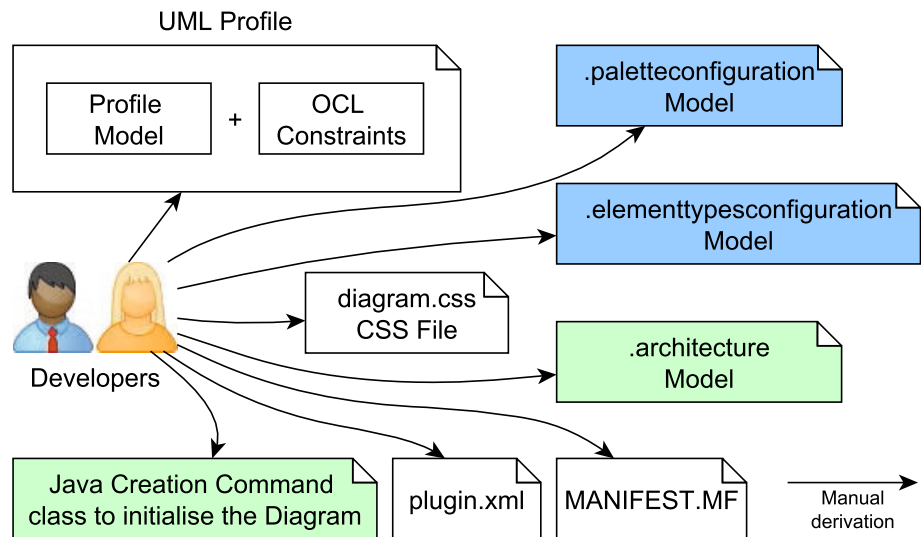 UML Profile
Profile
Model
+
OCL
Constraints
.paletteconfiguration
Model
.elementtypesconfiguration
Model
diagram.css
CSS File
.architecture
Model
Developers
Java Creation Command
class to initialise the Diagram
plugin.xml
MANIFEST.MF
Manual
derivation